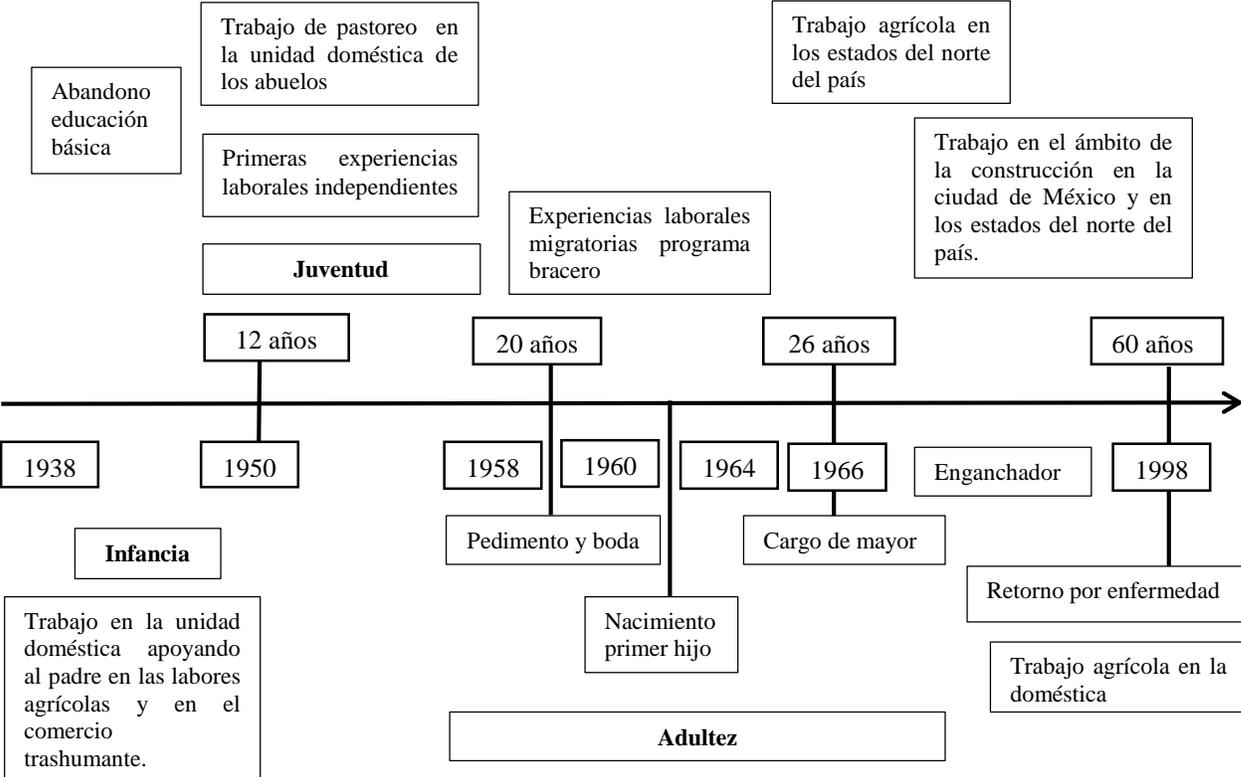 Trabajo de pastoreo en
la unidad doméstica de
los abuelos
Trabajo agrícola en
los estados del norte
del país
Abandono
educación
básica
Primeras experiencias
laborales independientes
Trabajo en el ámbito de
la construcción en la
ciudad de México y en
los estados del norte del
país.
Experiencias laborales
migratorias programa
bracero
Juventud
12 años
20 años
26 años
60 años
1938
1950
1958
1960
1964
1966
Enganchador
1998
Infancia
Pedimento y boda
Cargo de mayor
Retorno por enfermedad
Trabajo en la unidad
doméstica apoyando
al padre en las labores
agrícolas y en el
comercio
trashumante.
Nacimiento
primer hijo
Trabajo agrícola en la
doméstica
Adultez